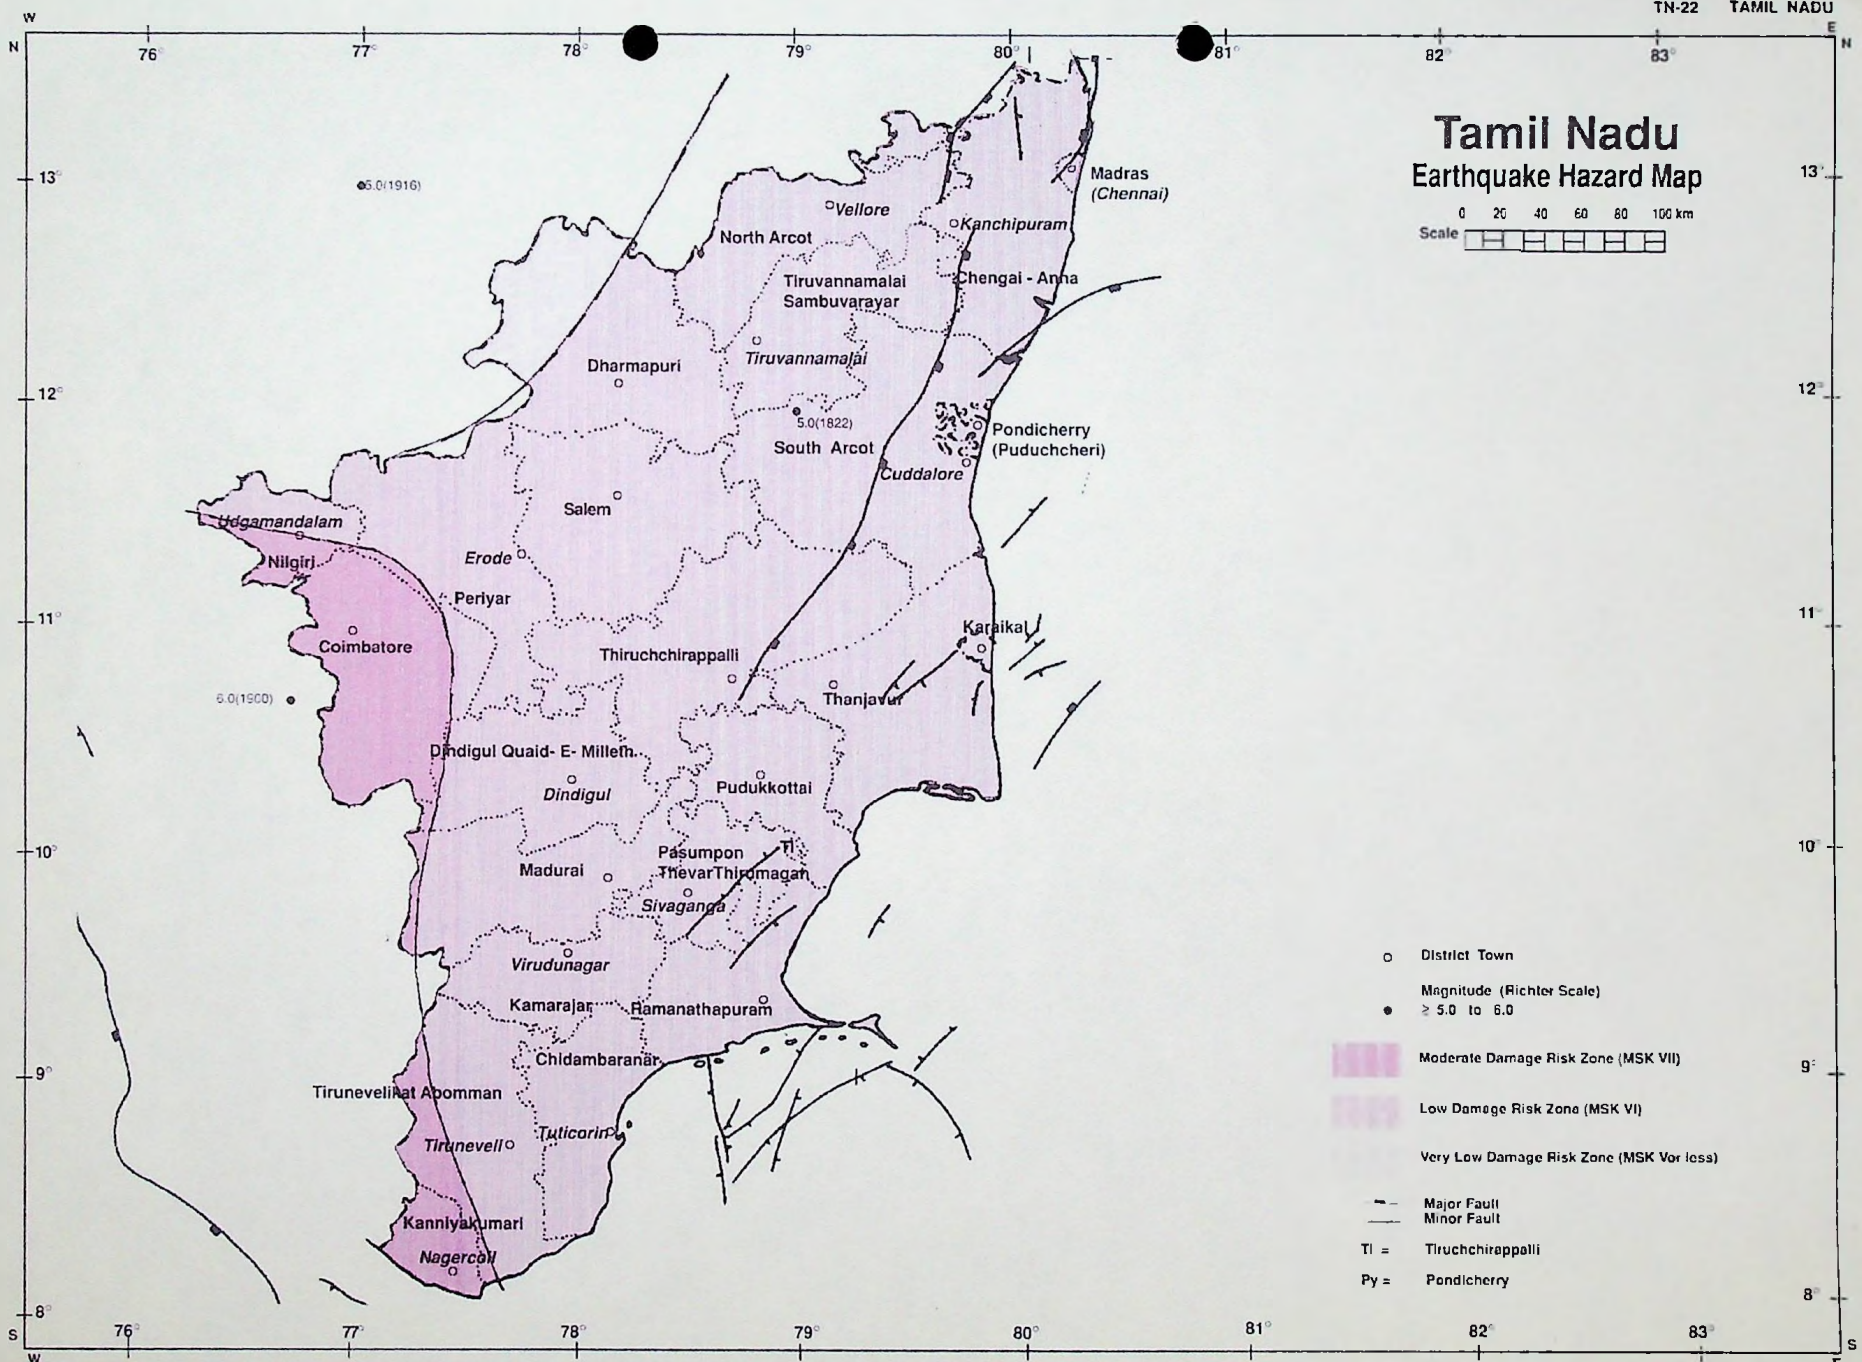 TN-22 TAMIL NADU
W
E
N
N
76° 77° 78° 79° 80° 81° 82° 83°
Tamil Nadu
Earthquake Hazard Map
0 20 40 60 80 100 km
Scale
13°
13°
5.0(1916)
Madras
(Chennai)
Vellore
Kanchipuram
North Arcot
Tiruvannamalai
Sambuvarayar
Chengai - Anna
Tiruvannamalai
Dharmapuri
12°
12°
5.0(1822)
South Arcot
Pondicherry
(Puduchcheri)
Cuddalore
Salem
Udgamandalam
Nilgiri
Erode
Periyar
11°
11°
Karaikal
Coimbatore
Thiruchchirappalli
6.0(1900)
Thanjavur
Dindigul Quaid- E- Milleth
Dindigul
Pudukkottai
10°
10°
Pasumpon
TI
ThevarThirumagan
Madurai
Sivaganga
Virudunagar
Kamarajar
Ramanathapuram
Chidambaranar
9°
9°
Tirunevelikat Abomman
Tuticorin
Tiruneveli
Kanniyakumari
Nagercoil
8°
8°
District Town
Magnitude (Richter Scale)
≥ 5.0 to 6.0
Moderate Damage Risk Zone (MSK VII)
Low Damage Risk Zone (MSK VI)
Very Low Damage Risk Zone (MSK Vor less)
Major Fault
Minor Fault
TI = Tiruchchirappalli
Py = Pondicherry
S
S
76° 77° 78° 79° 80° 81° 82° 83°
W